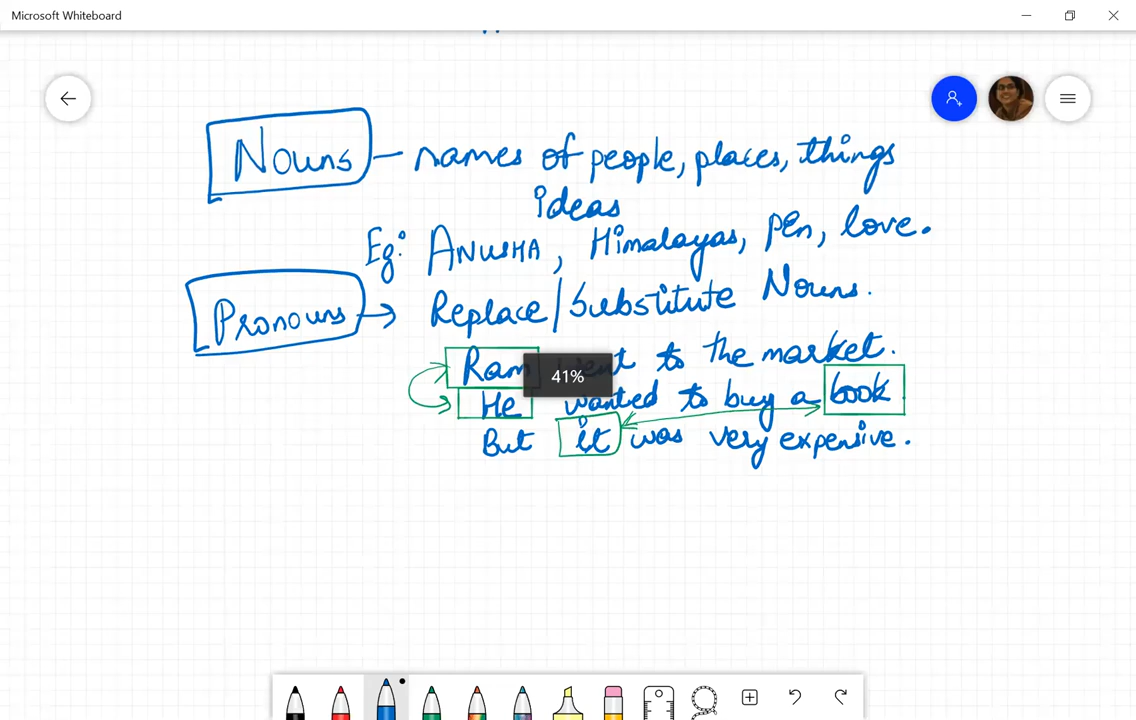 Microsoft Whiteboard
Nouns - names of people, places, things
ideas
Eg: ANUSHA, Himalayas, Pen, love.
Pronouns → Replace/Substitute Nouns.
Ram went to the market.
41%
He wanted to buy a book
But it was very expensive.